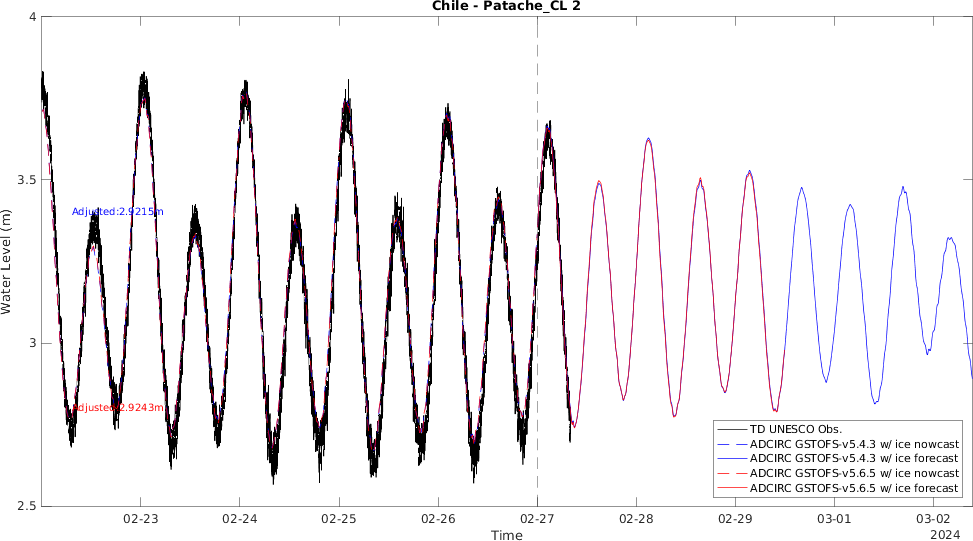 Chile - Patache_CL 2
Water Level (m)
4
3.5
3
2.5
Adjusted:2.9215m
Adjusted:2.9243m
TD UNESCO Obs.
ADCIRC GSTOFS-v5.4.3 w/ ice nowcast
ADCIRC GSTOFS-v5.4.3 w/ ice forecast
ADCIRC GSTOFS-v5.6.5 w/ ice nowcast
ADCIRC GSTOFS-v5.6.5 w/ ice forecast
02-23 02-24 02-25 02-26 02-27 02-28 02-29 03-01 03-02
Time
2024